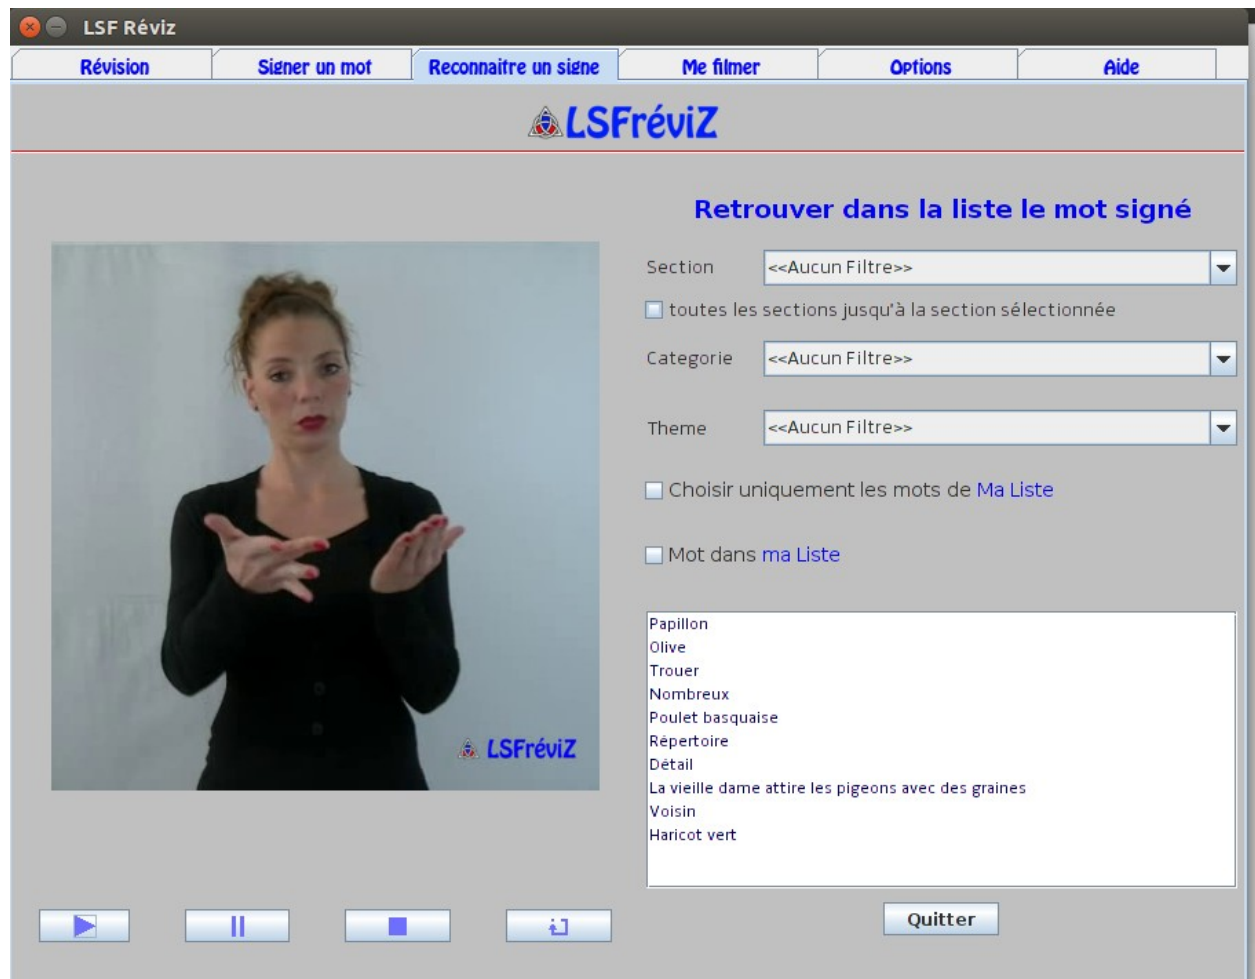 LSF Réviz
Révision
Signer un mot
Reconnaitre un signe
Me filmer
Options
Aide
LSFréviZ
Retrouver dans la liste le mot signé
Section
<<Aucun Filtre>>
toutes les sections jusqu'à la section sélectionnée
Categorie
<<Aucun Filtre>>
Theme
<<Aucun Filtre>>
Choisir uniquement les mots de Ma Liste
Mot dans ma Liste
LSFréviZ
Papillon
Olive
Trouer
Nombreux
Poulet basquaise
Répertoire
Détail
La vieille dame attire les pigeons avec des graines
Voisin
Haricot vert
Quitter